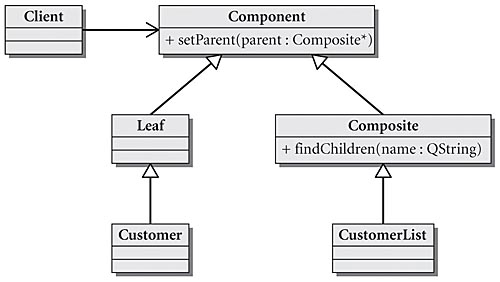 Client
Component
+ setParent(parent : Composite*)
Leaf
Composite
+ findChildren(name : QString)
Customer
CustomerList